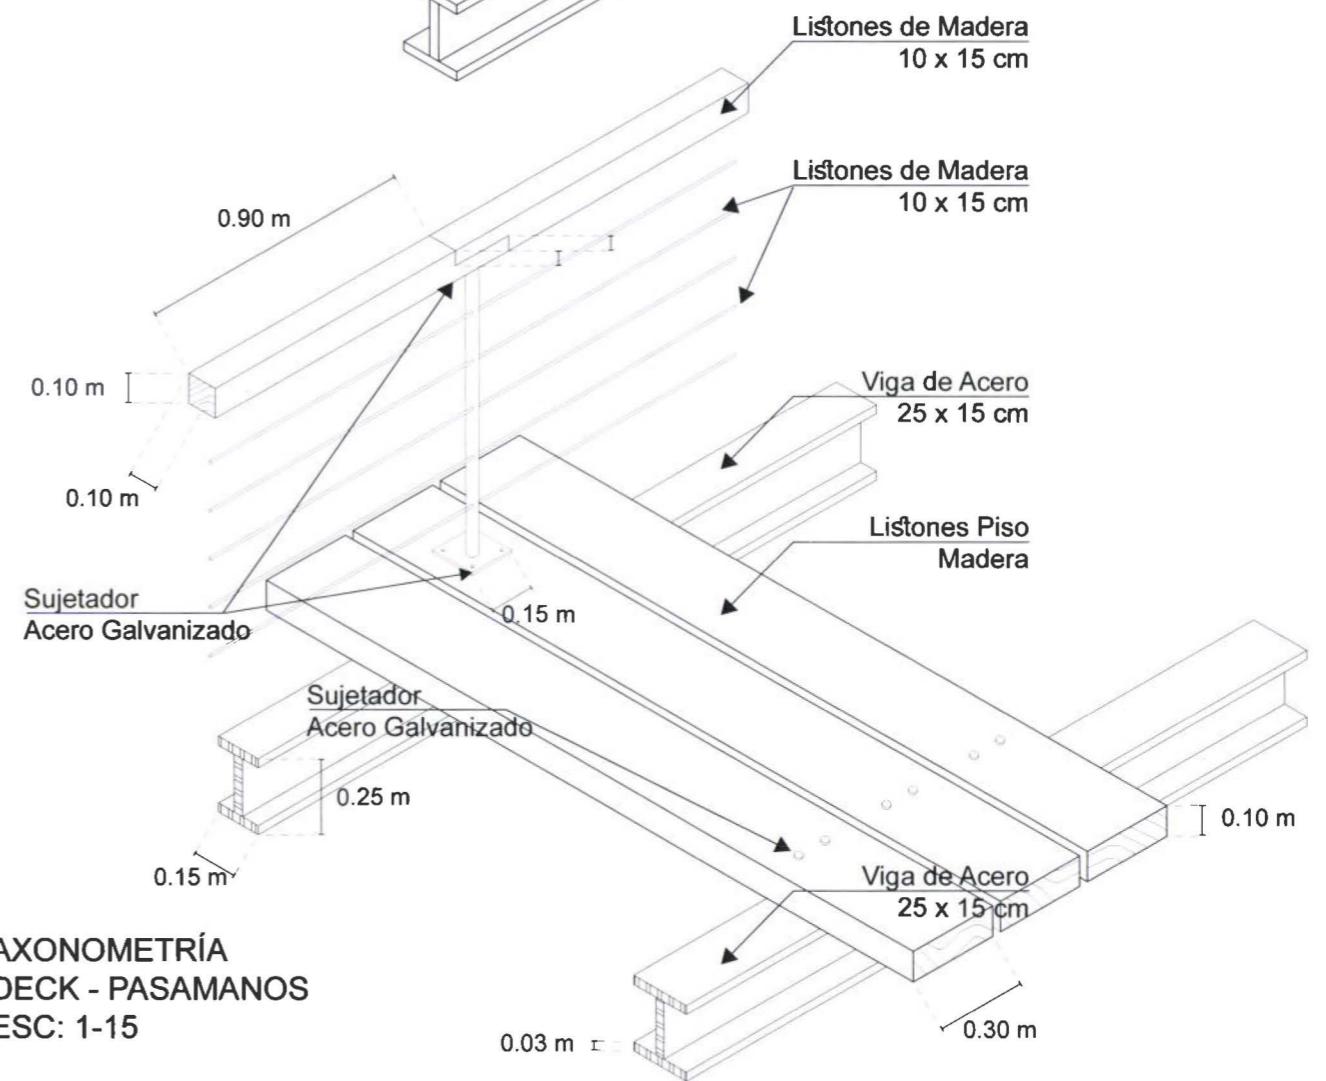 Listones de Madera
10 x 15 cm
Listones de Madera
10 x 15 cm
0.90 m
0.10 m
0.10 m
Viga de Acero
25 x 15 cm
Listones Piso
Madera
Sujetador
Acero Galvanizado
0.15 m
Sujetador
Acero Galvanizado
0.25 m
0.15 m
0.10 m
Viga de Acero
25 x 15 cm
0.30 m
0.03 m
AXONOMETRÍA
DECK - PASAMANOS
ESC: 1-15